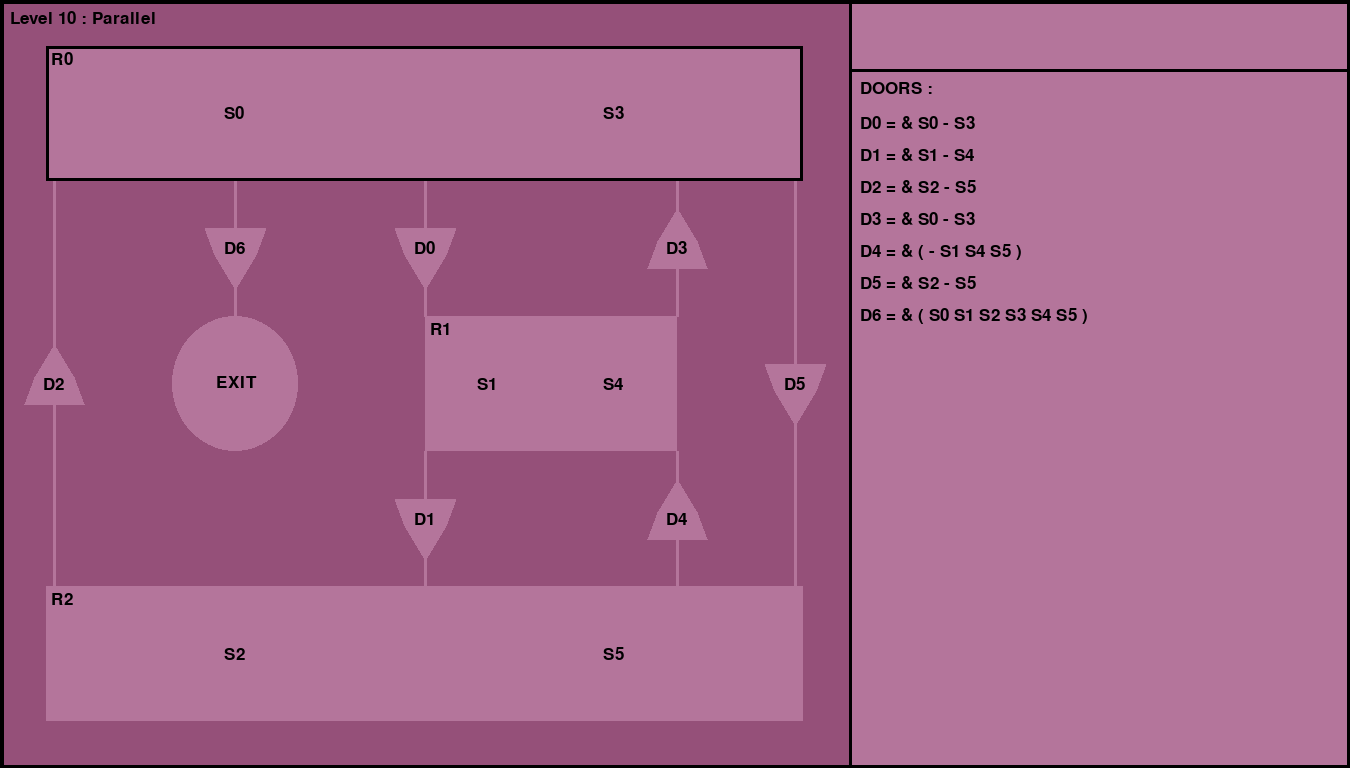 Level 10 : Parallel
R0
S0 S3
D6 D0 D3
R1
D2 EXIT S1 S4 D5
D1 D4
R2
S2 S5
DOORS :
D0 = & S0 - S3
D1 = & S1 - S4
D2 = & S2 - S5
D3 = & S0 - S3
D4 = & ( - S1 S4 S5 )
D5 = & S2 - S5
D6 = & ( S0 S1 S2 S3 S4 S5 )